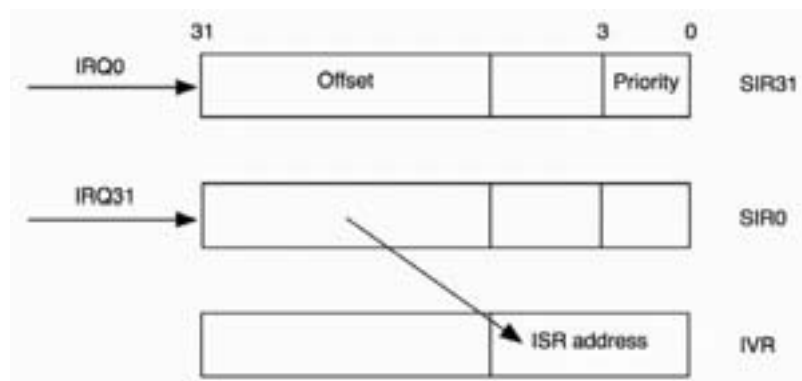 31 3 0
IRQ0 Offset Priority SIR31
IRQ31 SIR0
ISR address IVR